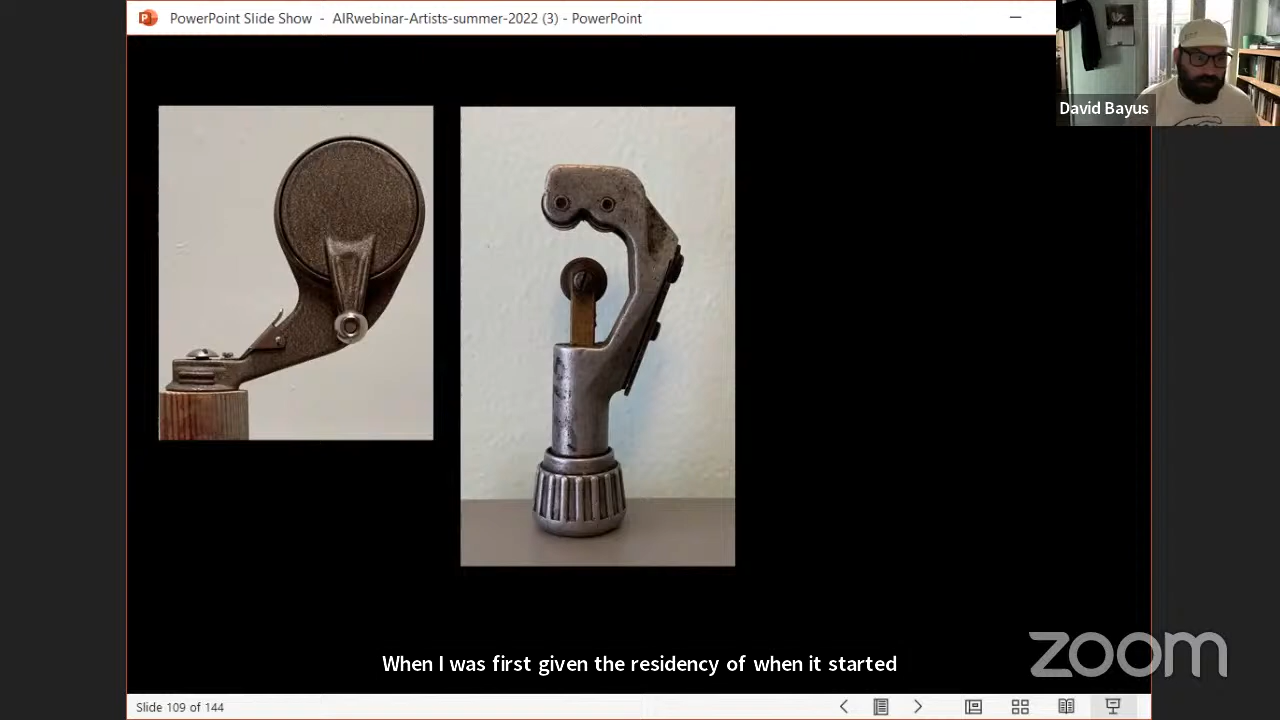 PowerPoint Slide Show - AIRwebinar-Artists-summer-2022 (3) - PowerPoint
David Bayus
When I was first given the residency of when it started
zoom
Slide 109 of 144